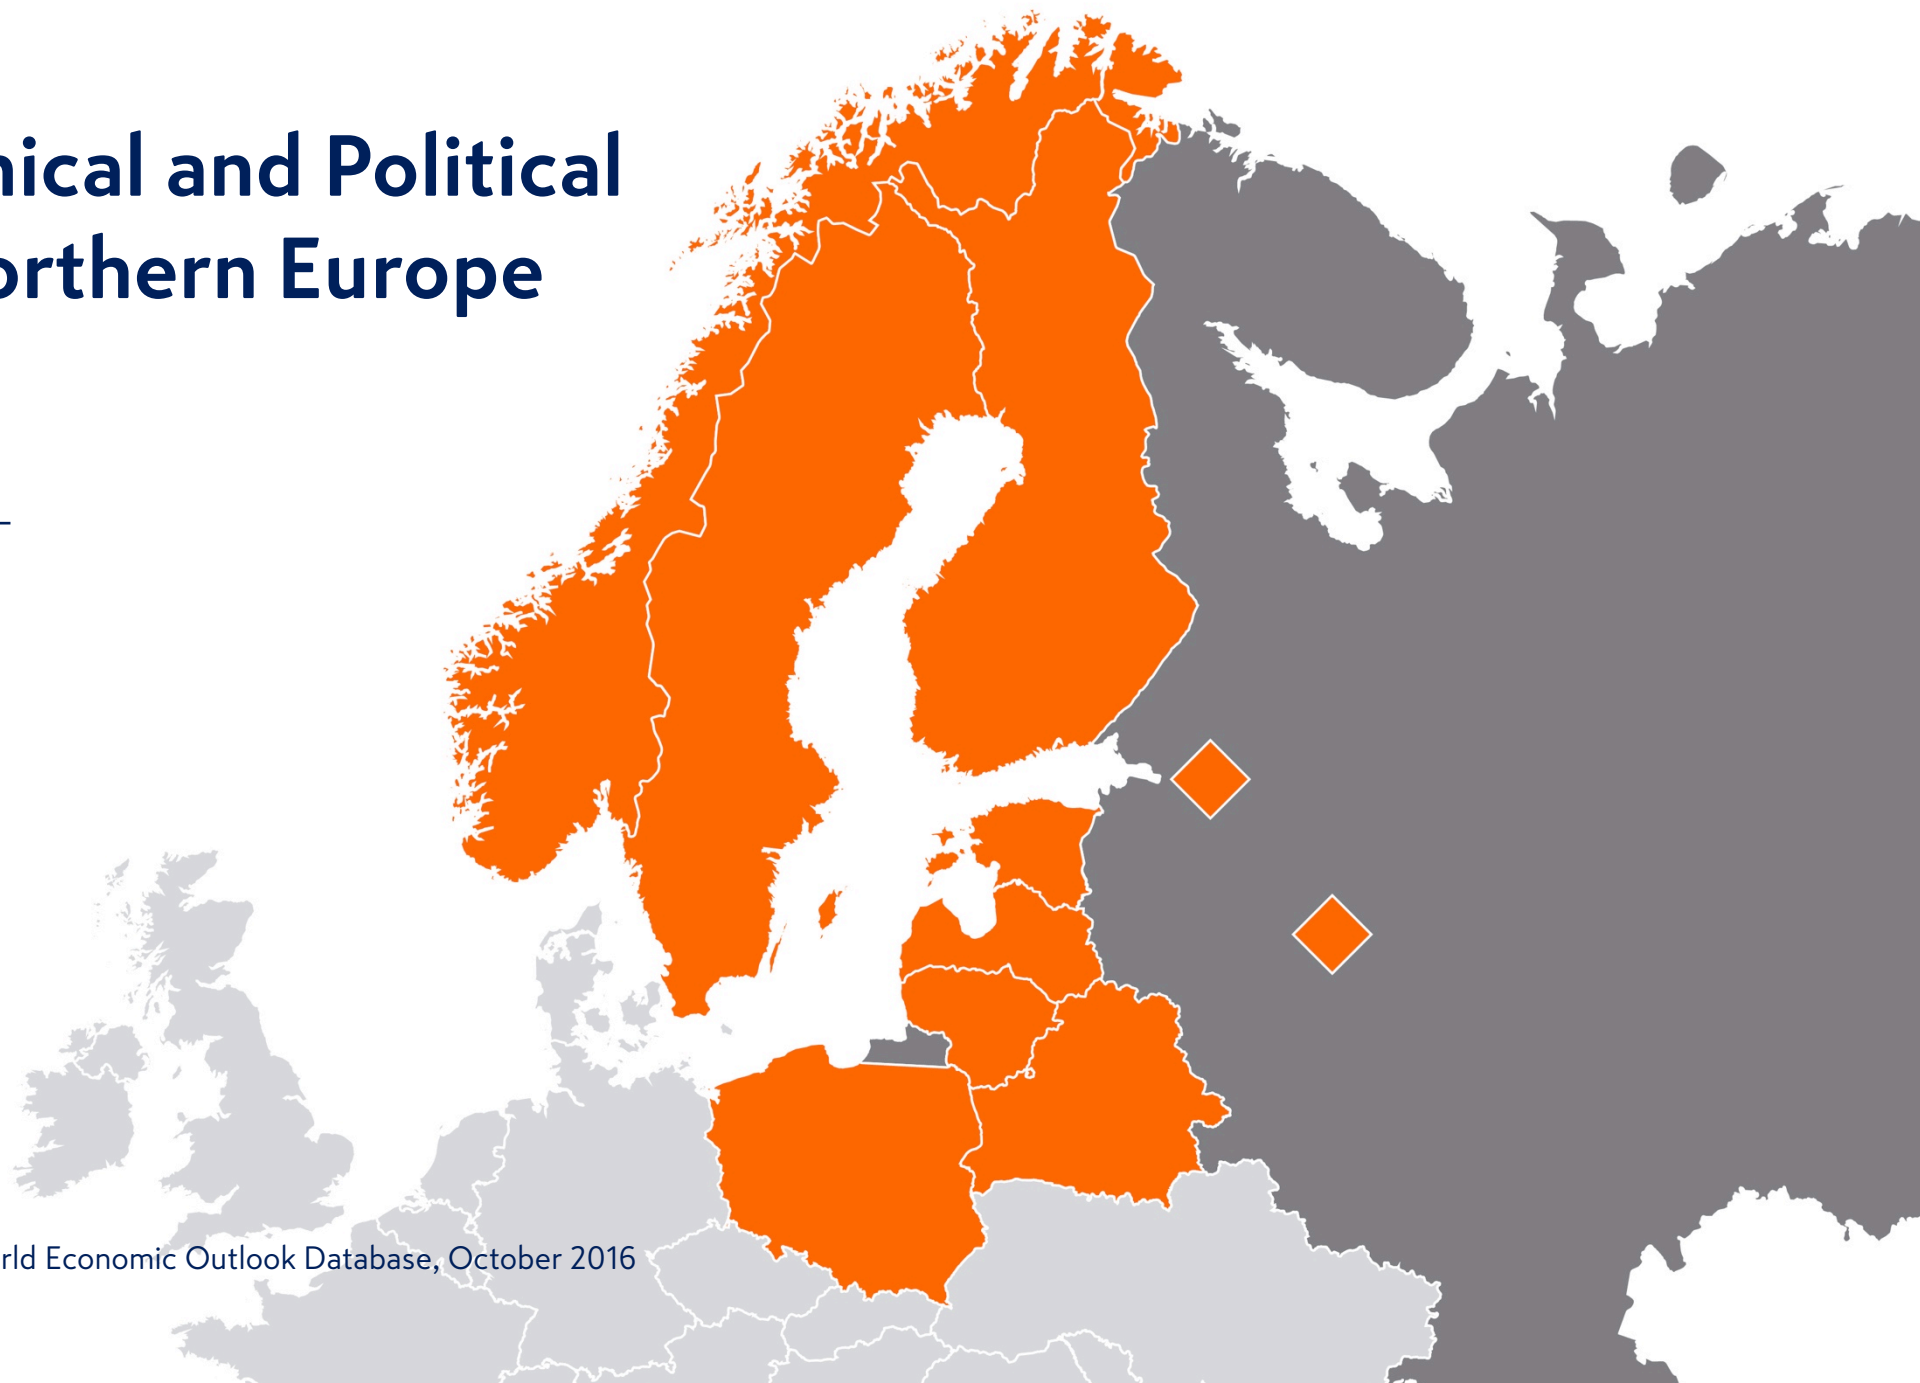 nical and Political
orthern Europe
rld Economic Outlook Database, October 2016